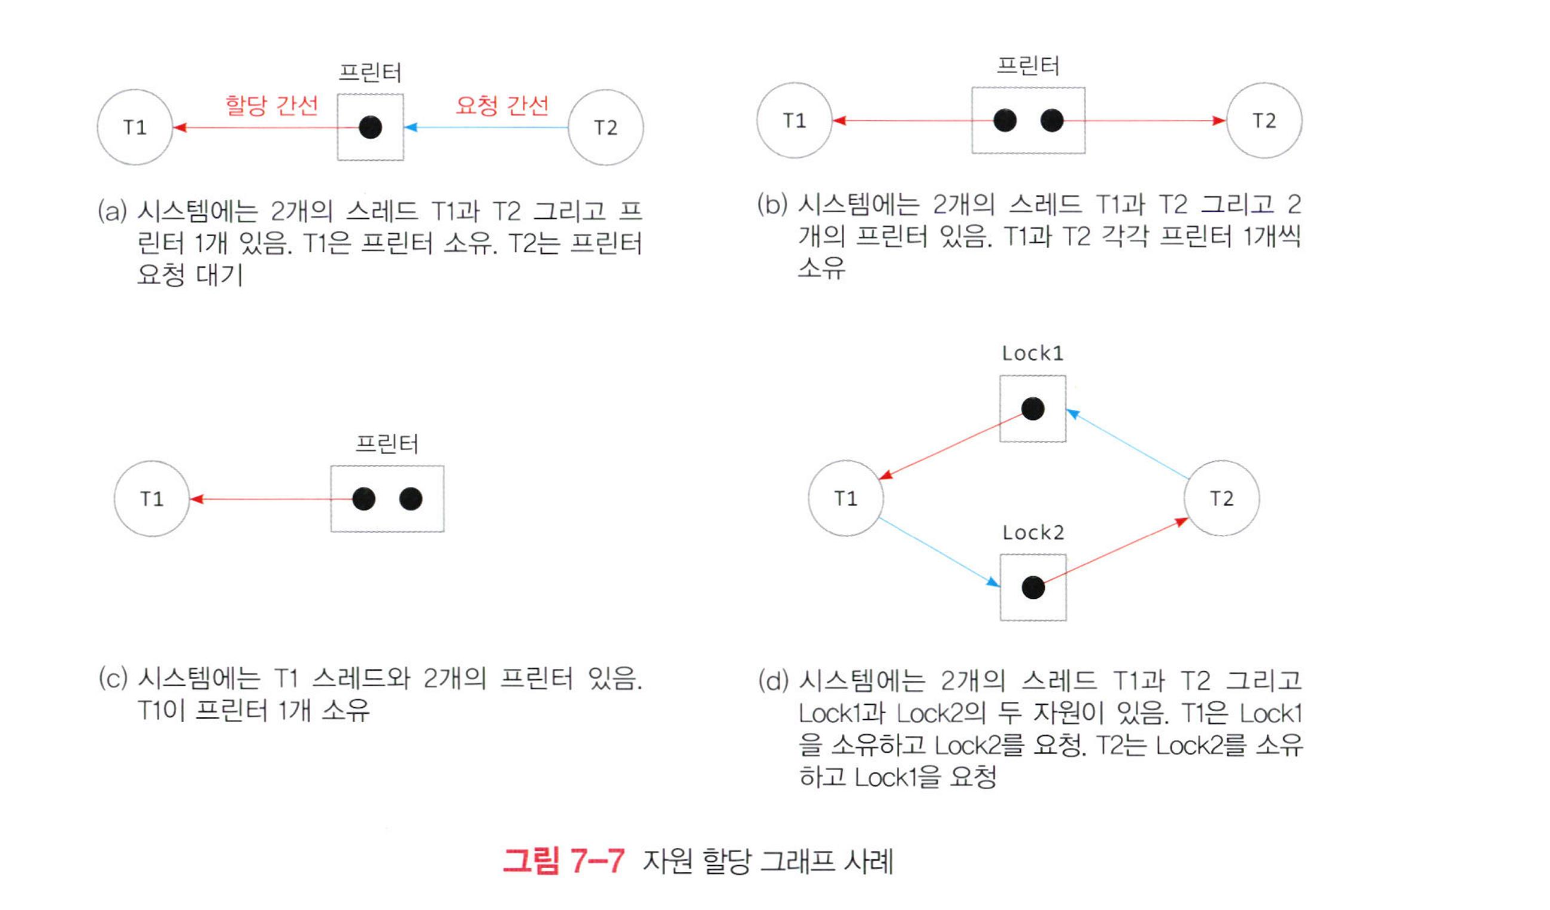 프린터
할당 간선
요청 간선
T1
T2
(a) 시스템에는 2개의 스레드 T1과 T2 그리고 프
린터 1개 있음. T1은 프린터 소유. T2는 프린터
요청 대기
프린터
T1
T2
(b) 시스템에는 2개의 스레드 T1과 T2 그리고 2
개의 프린터 있음. T1과 T2 각각 프린터 1개씩
소유
프린터
T1
(c) 시스템에는 T1 스레드와 2개의 프린터 있음.
T1이 프린터 1개 소유
Lock1
T1
T2
Lock2
(d) 시스템에는 2개의 스레드 T1과 T2 그리고
Lock1과 Lock2의 두 자원이 있음. T1은 Lock1
을 소유하고 Lock2를 요청. T2는 Lock2를 소유
하고 Lock1을 요청
그림 7-7 자원 할당 그래프 사례